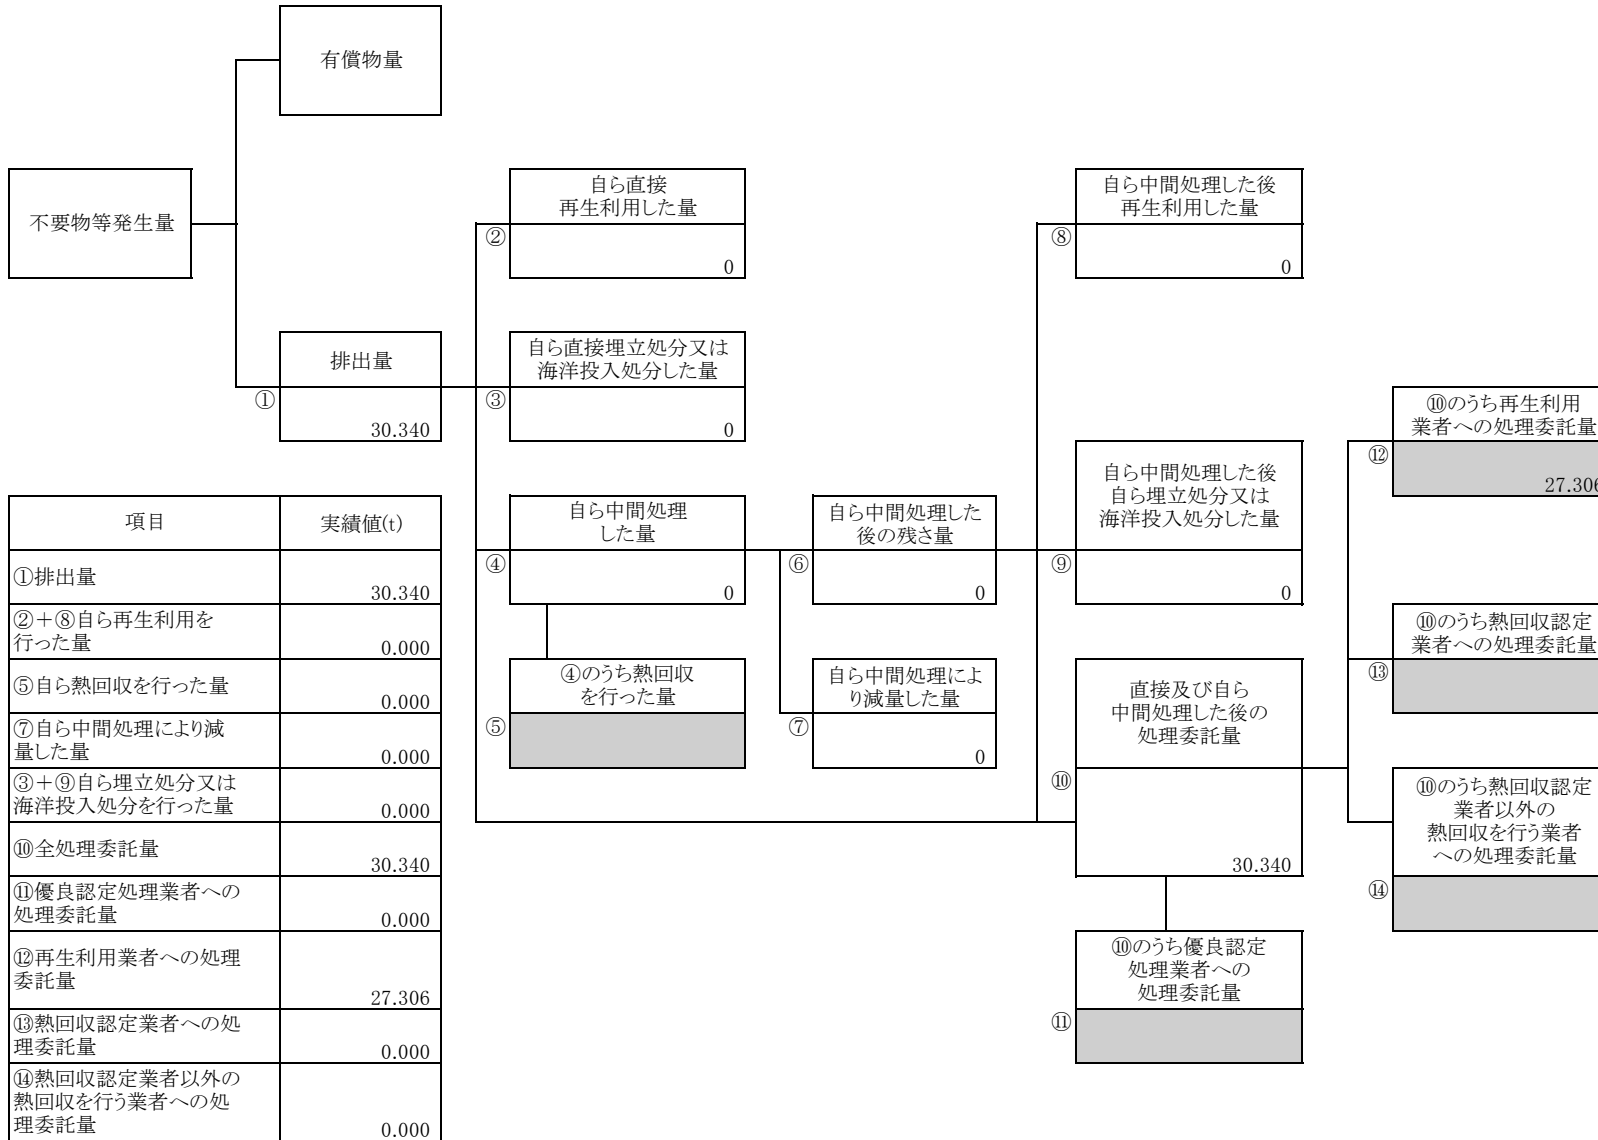 有償物量
不要物等発生量
排出量
①
30.340
自ら直接
再生利用した量
②
0
自ら直接埋立処分又は
海洋投入処分した量
③
0
自ら中間処理
した量
④
0
④のうち熱回収
を行った量
⑤
自ら中間処理した
後の残さ量
⑥
0
自ら中間処理によ
り減量した量
⑦
0
自ら中間処理した後
再生利用した量
⑧
0
自ら中間処理した後
自ら埋立処分又は
海洋投入処分した量
⑨
0
直接及び自ら
中間処理した後の
処理委託量
⑩
30.340
⑩のうち優良認定
処理業者への
処理委託量
⑪
⑩のうち再生利用
業者への処理委託量
⑫
27.306
⑩のうち熱回収認定
業者への処理委託量
⑬
⑩のうち熱回収認定
業者以外の
熱回収を行う業者
への処理委託量
⑭
項目 実績値(t)
①排出量 30.340
②＋⑧自ら再生利用を
行った量 0.000
⑤自ら熱回収を行った量 0.000
⑦自ら中間処理により減
量した量 0.000
③＋⑨自ら埋立処分又は
海洋投入処分を行った量 0.000
⑩全処理委託量 30.340
⑪優良認定処理業者への
処理委託量 0.000
⑫再生利用業者への処理
委託量 27.306
⑬熱回収認定業者への処
理委託量 0.000
⑭熱回収認定業者以外の
熱回収を行う業者への処
理委託量 0.000